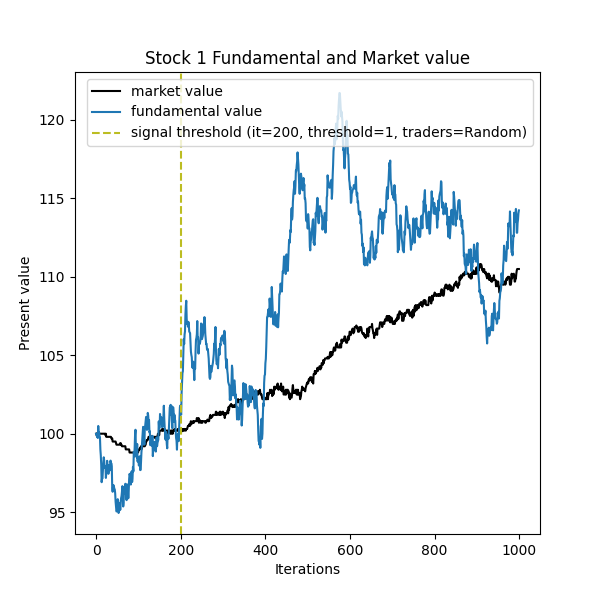 Stock 1 Fundamental and Market value
market value
fundamental value
signal threshold (it=200, threshold=1, traders=Random)
120
115
110
105
100
95
Present value
0 200 400 600 800 1000
Iterations